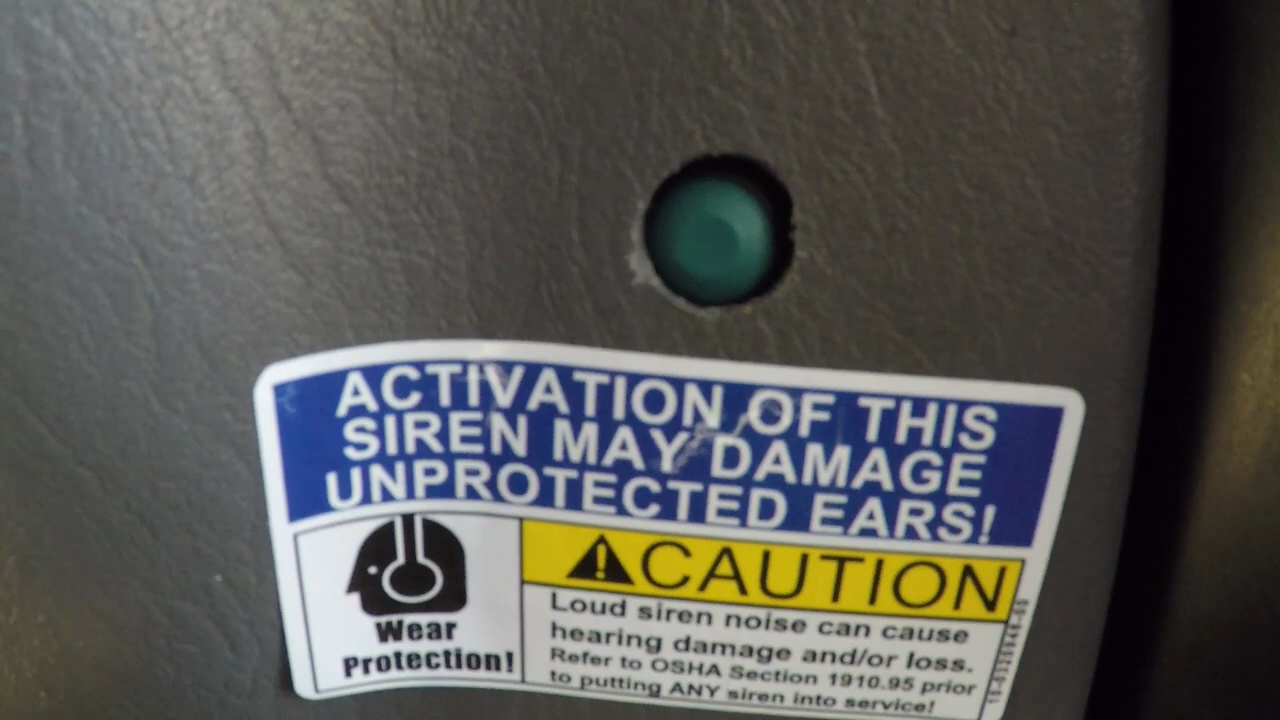 ACTIVATION OF THIS
SIREN MAY DAMAGE
UNPROTECTED EARS!
Wear
Protection!
CAUTION
Loud siren noise can cause
hearing damage and/or loss.
Refer to OSHA Section 1910.95 prior
to putting ANY siren into service!